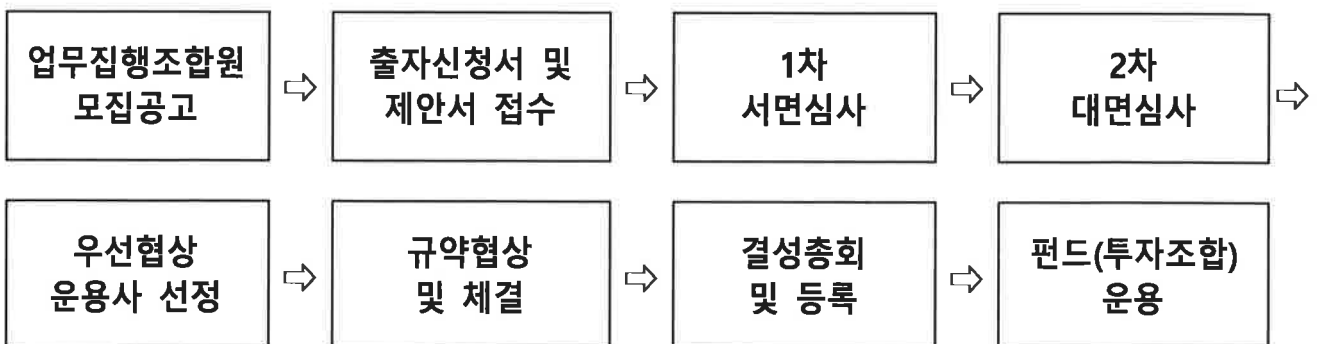 업무집행조합원
모집공고
출자신청서 및
제안서 접수
1차
서면심사
2차
대면심사
우선협상
운용사 선정
규약협상
및 체결
결성총회
및 등록
펀드(투자조합)
운용